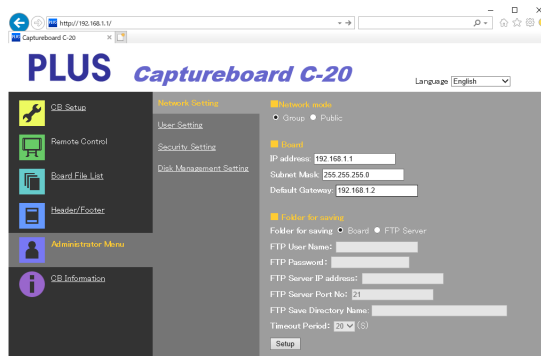 http://192.168.1.1/
Captureboard C-20
PLUS Captureboard C-20
Language English
CB Setup
Remote Control
Board File List
Header/Footer
Administrator Menu
CB Information
Network Setting
User Setting
Security Setting
Disk Management Setting
Network mode
Group Public
Board
IP address: 192.168.1.1
Subnet Mask: 255.255.255.0
Default Gateway: 192.168.1.2
Folder for saving
Folder for saving Board FTP Server
FTP User Name:
FTP Password:
FTP Server IP address:
FTP Server Port No: 21
FTP Save Directory Name:
Timeout Period: 20 (S)
Setup